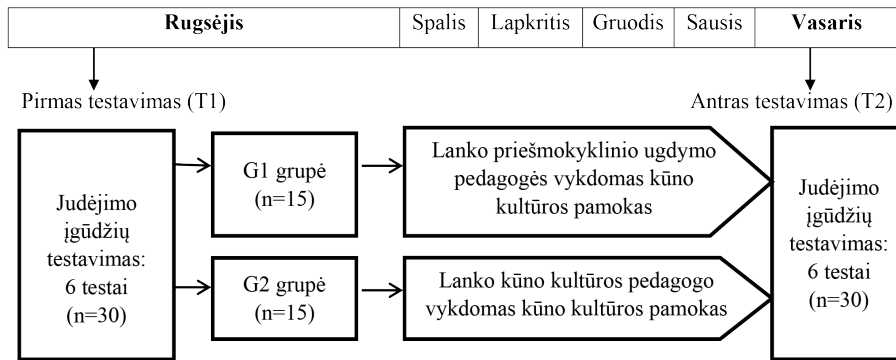 Rugsėjis Spalis Lapkritis Gruodis Sausis Vasaris
Pirmas testavimas (T1)
Antras testavimas (T2)
Judėjimo
įgūdžių
testavimas:
6 testai
(n=30)
G1 grupė
(n=15)
Lanko priešmokyklinio ugdymo
pedagogės vykdomas kūno
kultūros pamokas
G2 grupė
(n=15)
Lanko kūno kultūros pedagogo
vykdomas kūno kultūros pamokas
Judėjimo
įgūdžių
testavimas:
6 testai
(n=30)